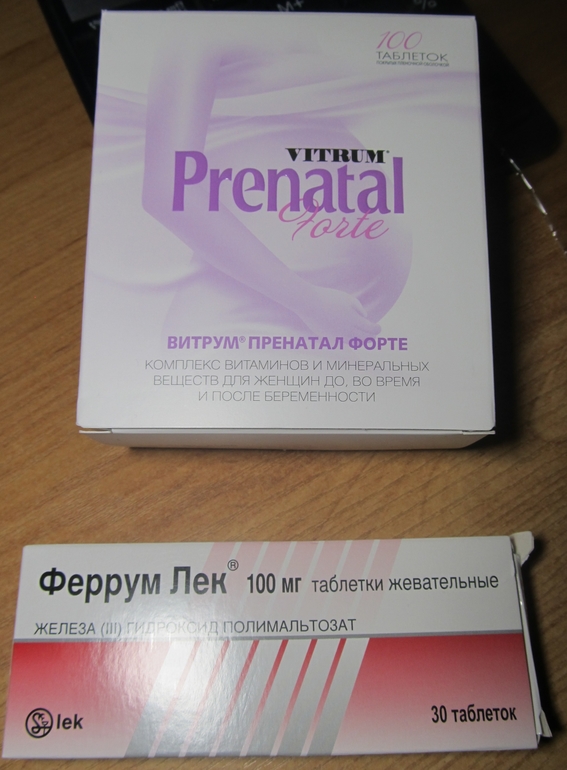 M+
%
100
ТАБЛЕТОК
VITRUM®
Prenatal
Forte
ВИТРУМ® ПРЕНАТАЛ ФОРТЕ
КОМПЛЕКС ВИТАМИНОВ И МИНЕРАЛЬНЫХ
ВЕЩЕСТВ ДЛЯ ЖЕНЩИН ДО, ВО ВРЕМЯ
И ПОСЛЕ БЕРЕМЕННОСТИ
Феррум Лек® 100 мг таблетки жевательные
ЖЕЛЕЗА (III) ГИДРОКСИД ПОЛИМАЛЬТОЗАТ
lek
30 таблеток